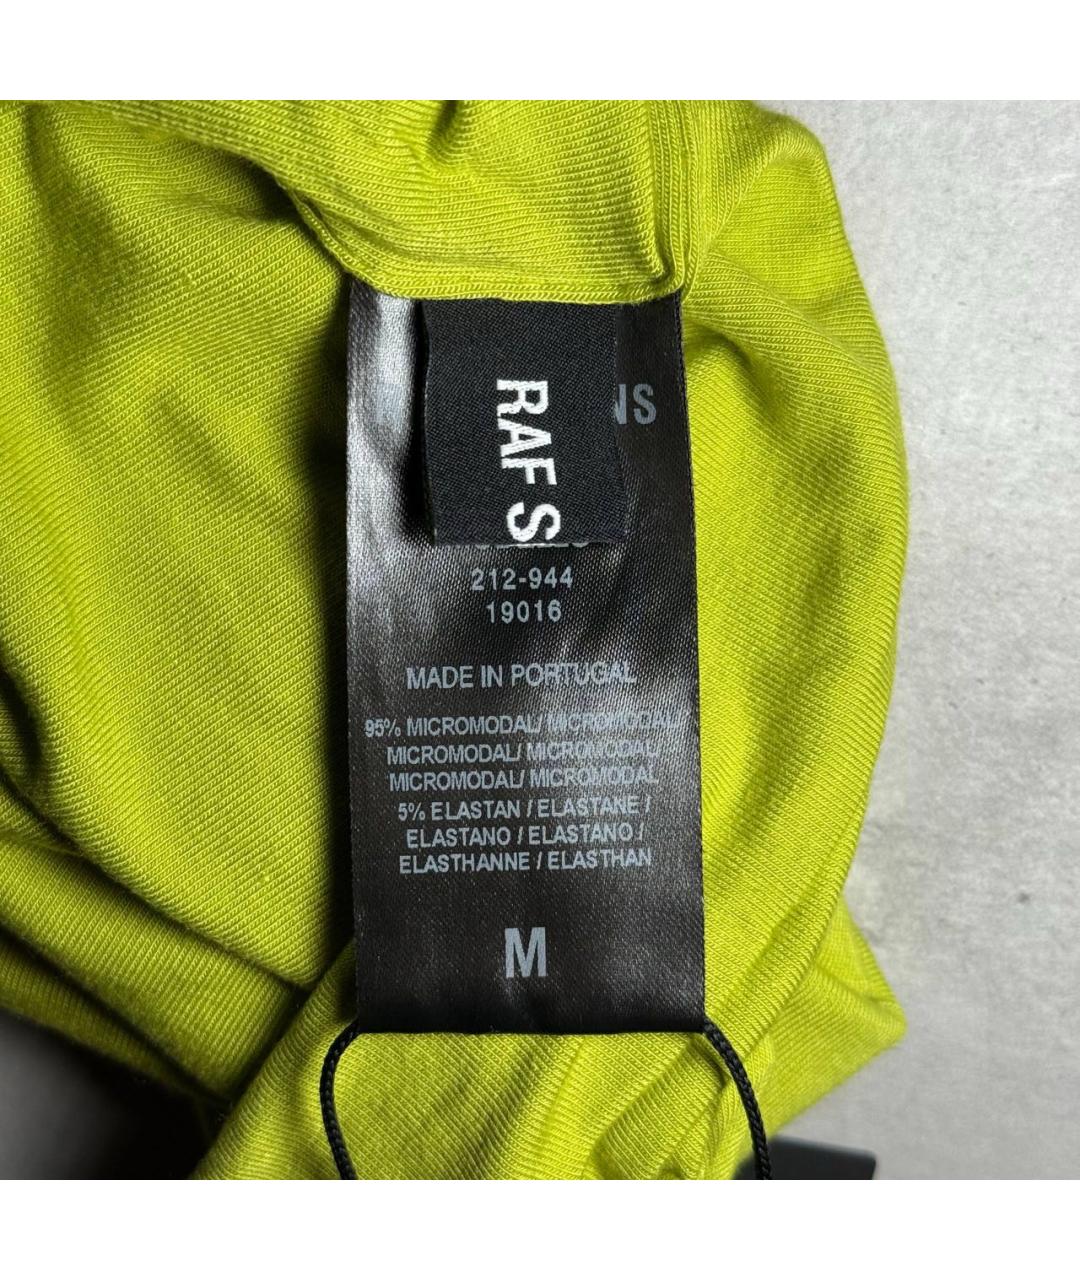 RAF S
NS
212-944
19016
MADE IN PORTUGAL
95% MICROMODAL/ MICROMODAL/
MICROMODAL/ MICROMODAL/
MICROMODAL/ MICROMODAL
5% ELASTAN / ELASTANE /
ELASTANO / ELASTANO /
ELASTHANNE / ELASTHAN
M